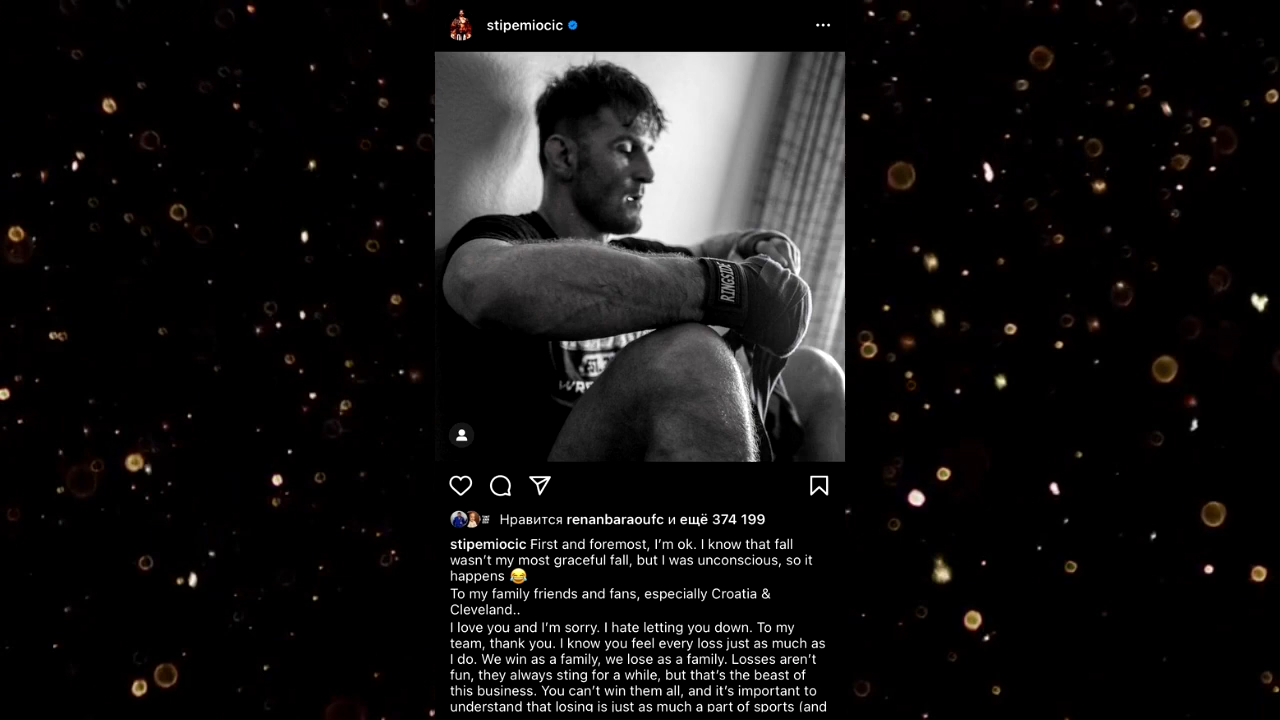 stipemiocic
RINGSIDE
Нравится renanbaraoufc и ещё 374 199
stipemiocic First and foremost, I'm ok. I know that fall
wasn't my most graceful fall, but I was unconscious, so it
happens 😂
To my family friends and fans, especially Croatia &
Cleveland..
I love you and I'm sorry. I hate letting you down. To my
team, thank you. I know you feel every loss just as much as
I do. We win as a family, we lose as a family. Losses aren't
fun, they always sting for a while, but that's the beast of
this business. You can't win them all, and it's important to
understand that losing is just as much a part of sports (and